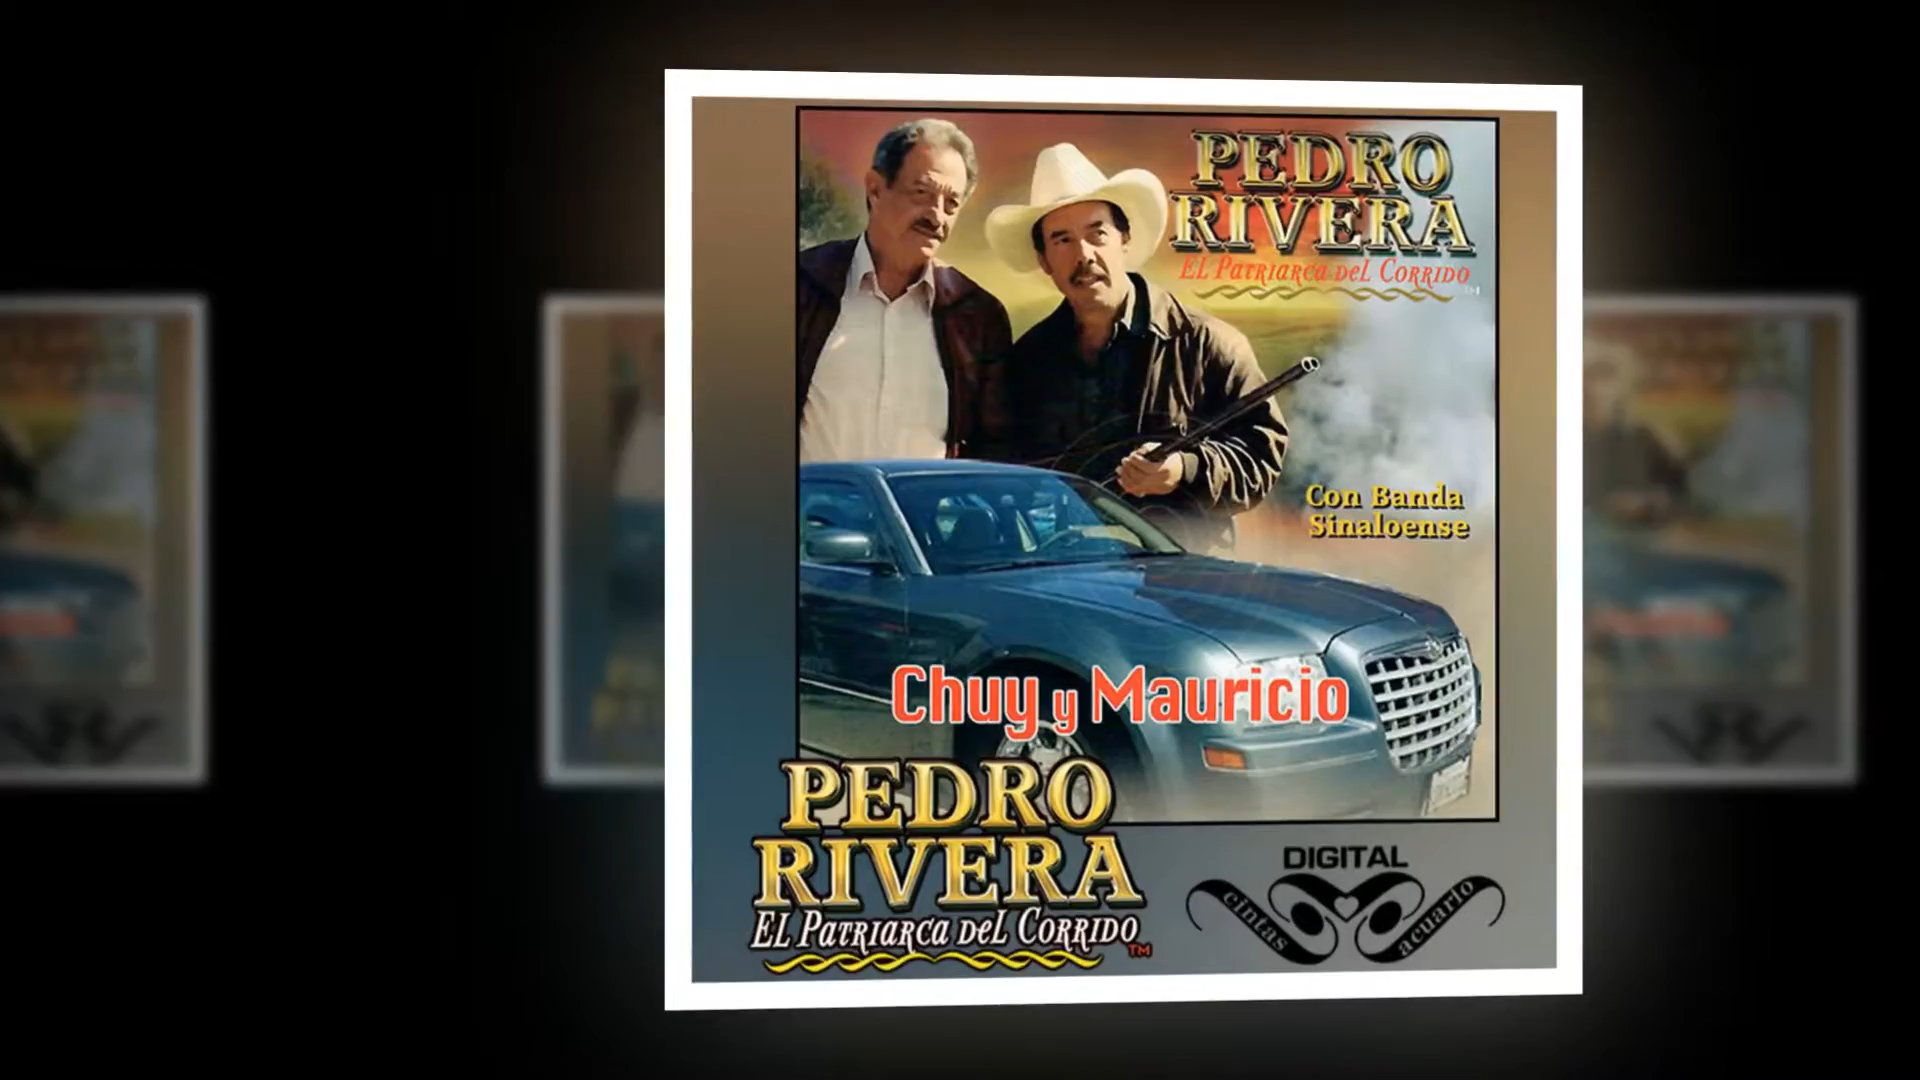 PEDRO
RIVERA
EL PATRIARCA DEL CORRIDO
TM
Con Banda
Sinaloense
Chuy y Mauricio
PEDRO
RIVERA
EL PATRIARCA DEL CORRIDO
TM
DIGITAL
cintas acuario